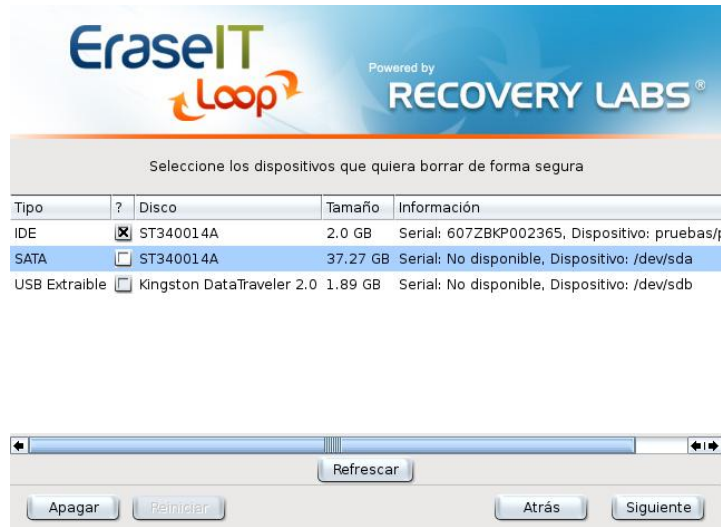 EraseIT
Loop
Powered by
RECOVERY LABS®
Seleccione los dispositivos que quiera borrar de forma segura
Tipo ? Disco Tamaño Información
IDE ST340014A 2.0 GB Serial: 607ZBKP002365, Dispositivo: pruebas/p
SATA ST340014A 37.27 GB Serial: No disponible, Dispositivo: /dev/sda
USB Extraible Kingston DataTraveler 2.0 1.89 GB Serial: No disponible, Dispositivo: /dev/sdb
Refrescar
Apagar Reiniciar Atrás Siguiente